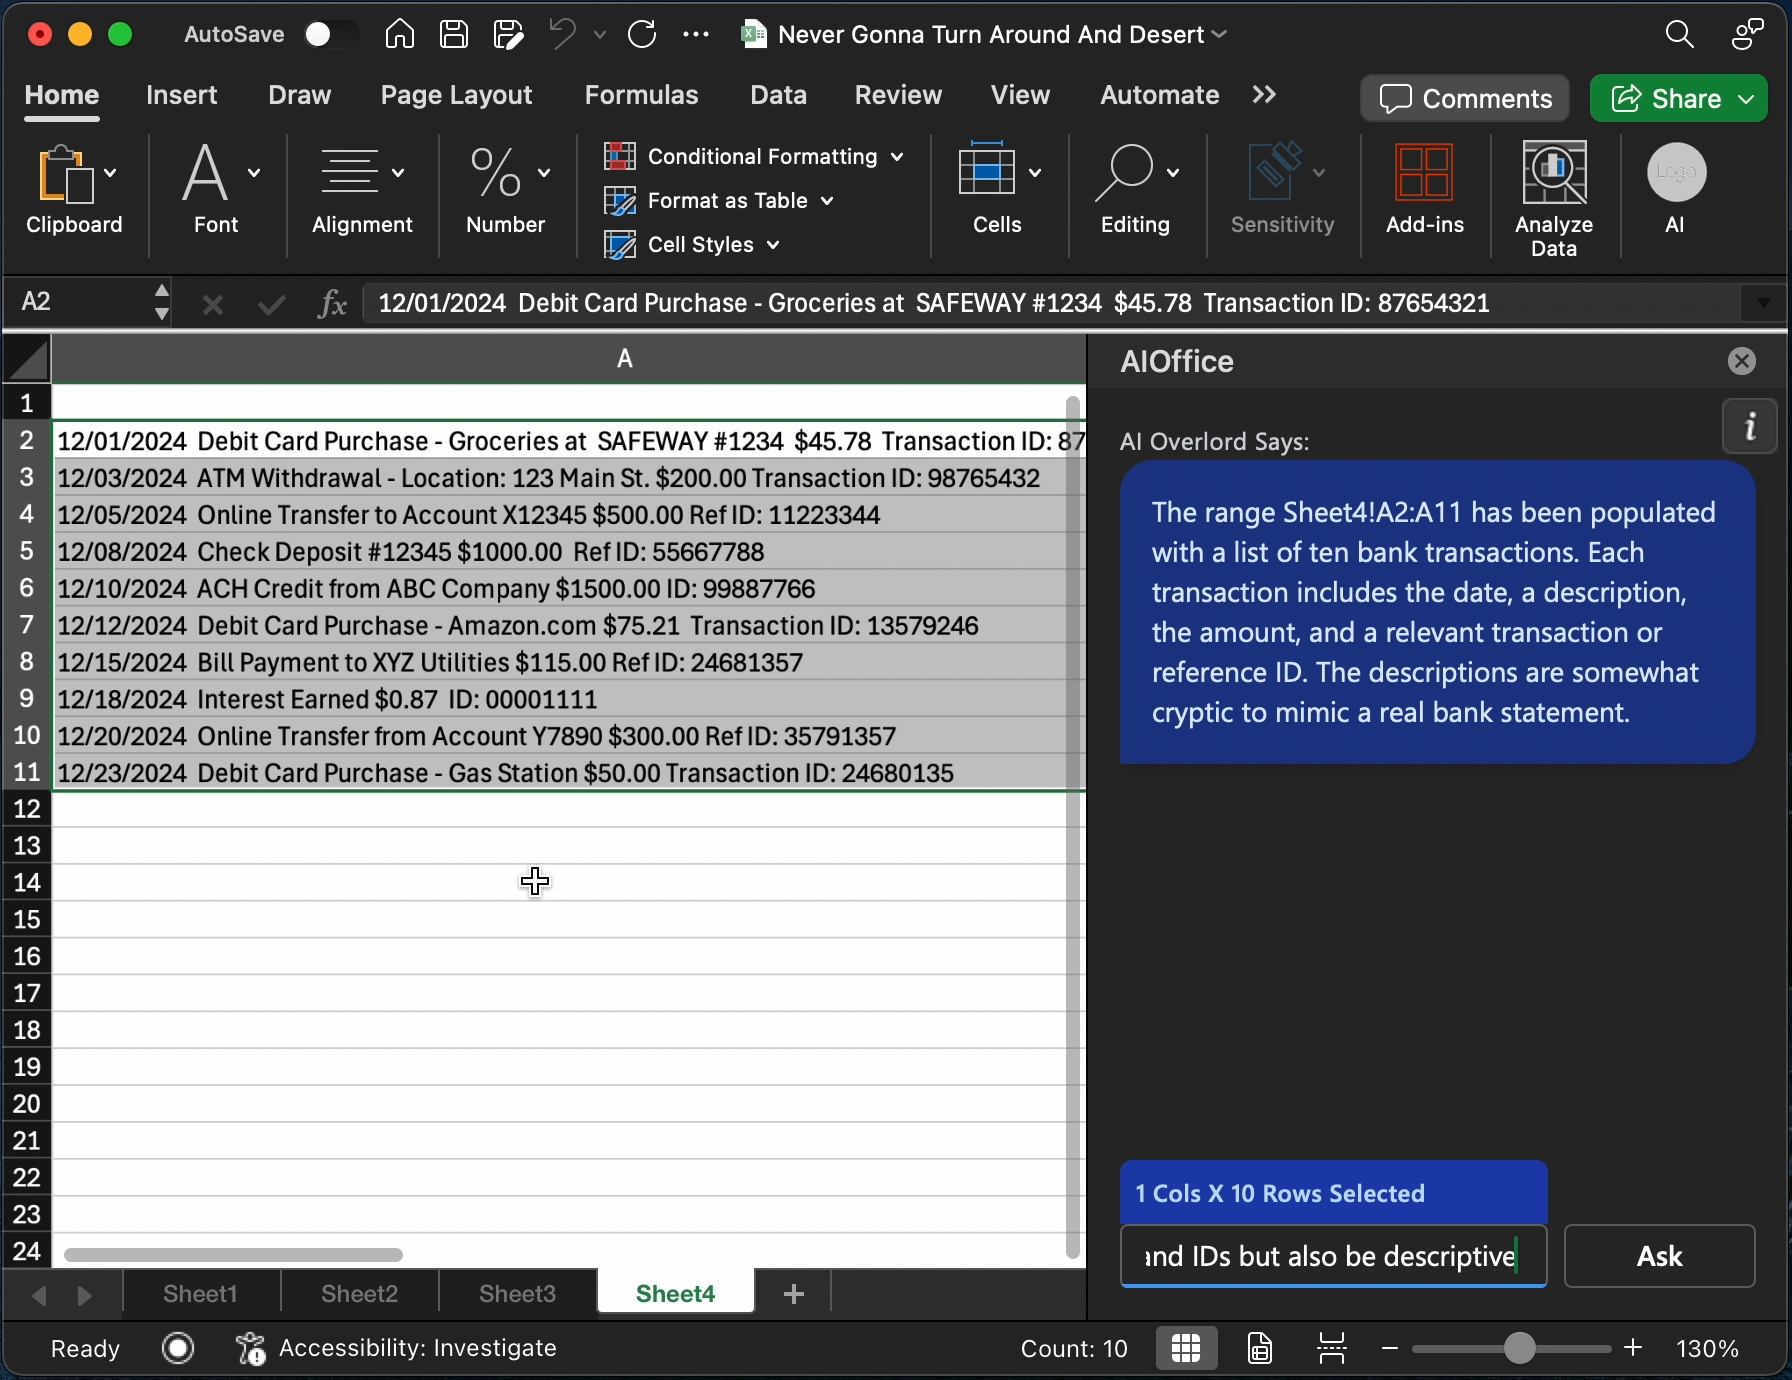 AutoSave
Never Gonna Turn Around And Desert
Home Insert Draw Page Layout Formulas Data Review View Automate
Comments Share
Clipboard
Font
Alignment
%
Number
Conditional Formatting
Format as Table
Cell Styles
Cells
Editing
Sensitivity
Add-ins
Analyze
Data
Logo
AI
A2 fx 12/01/2024 Debit Card Purchase - Groceries at SAFEWAY #1234 $45.78 Transaction ID: 87654321
A
1
2 12/01/2024 Debit Card Purchase - Groceries at SAFEWAY #1234 $45.78 Transaction ID: 87
3 12/03/2024 ATM Withdrawal - Location: 123 Main St. $200.00 Transaction ID: 98765432
4 12/05/2024 Online Transfer to Account X12345 $500.00 Ref ID: 11223344
5 12/08/2024 Check Deposit #12345 $1000.00 Ref ID: 55667788
6 12/10/2024 ACH Credit from ABC Company $1500.00 ID: 99887766
7 12/12/2024 Debit Card Purchase - Amazon.com $75.21 Transaction ID: 13579246
8 12/15/2024 Bill Payment to XYZ Utilities $115.00 Ref ID: 24681357
9 12/18/2024 Interest Earned $0.87 ID: 00001111
10 12/20/2024 Online Transfer from Account Y7890 $300.00 Ref ID: 35791357
11 12/23/2024 Debit Card Purchase - Gas Station $50.00 Transaction ID: 24680135
12
13
14
15
16
17
18
19
20
21
22
23
24
AIOffice
AI Overlord Says:
The range Sheet4!A2:A11 has been populated
with a list of ten bank transactions. Each
transaction includes the date, a description,
the amount, and a relevant transaction or
reference ID. The descriptions are somewhat
cryptic to mimic a real bank statement.
1 Cols X 10 Rows Selected
and IDs but also be descriptive
Ask
Sheet1 Sheet2 Sheet3 Sheet4 +
Ready Accessibility: Investigate Count: 10 − + 130%